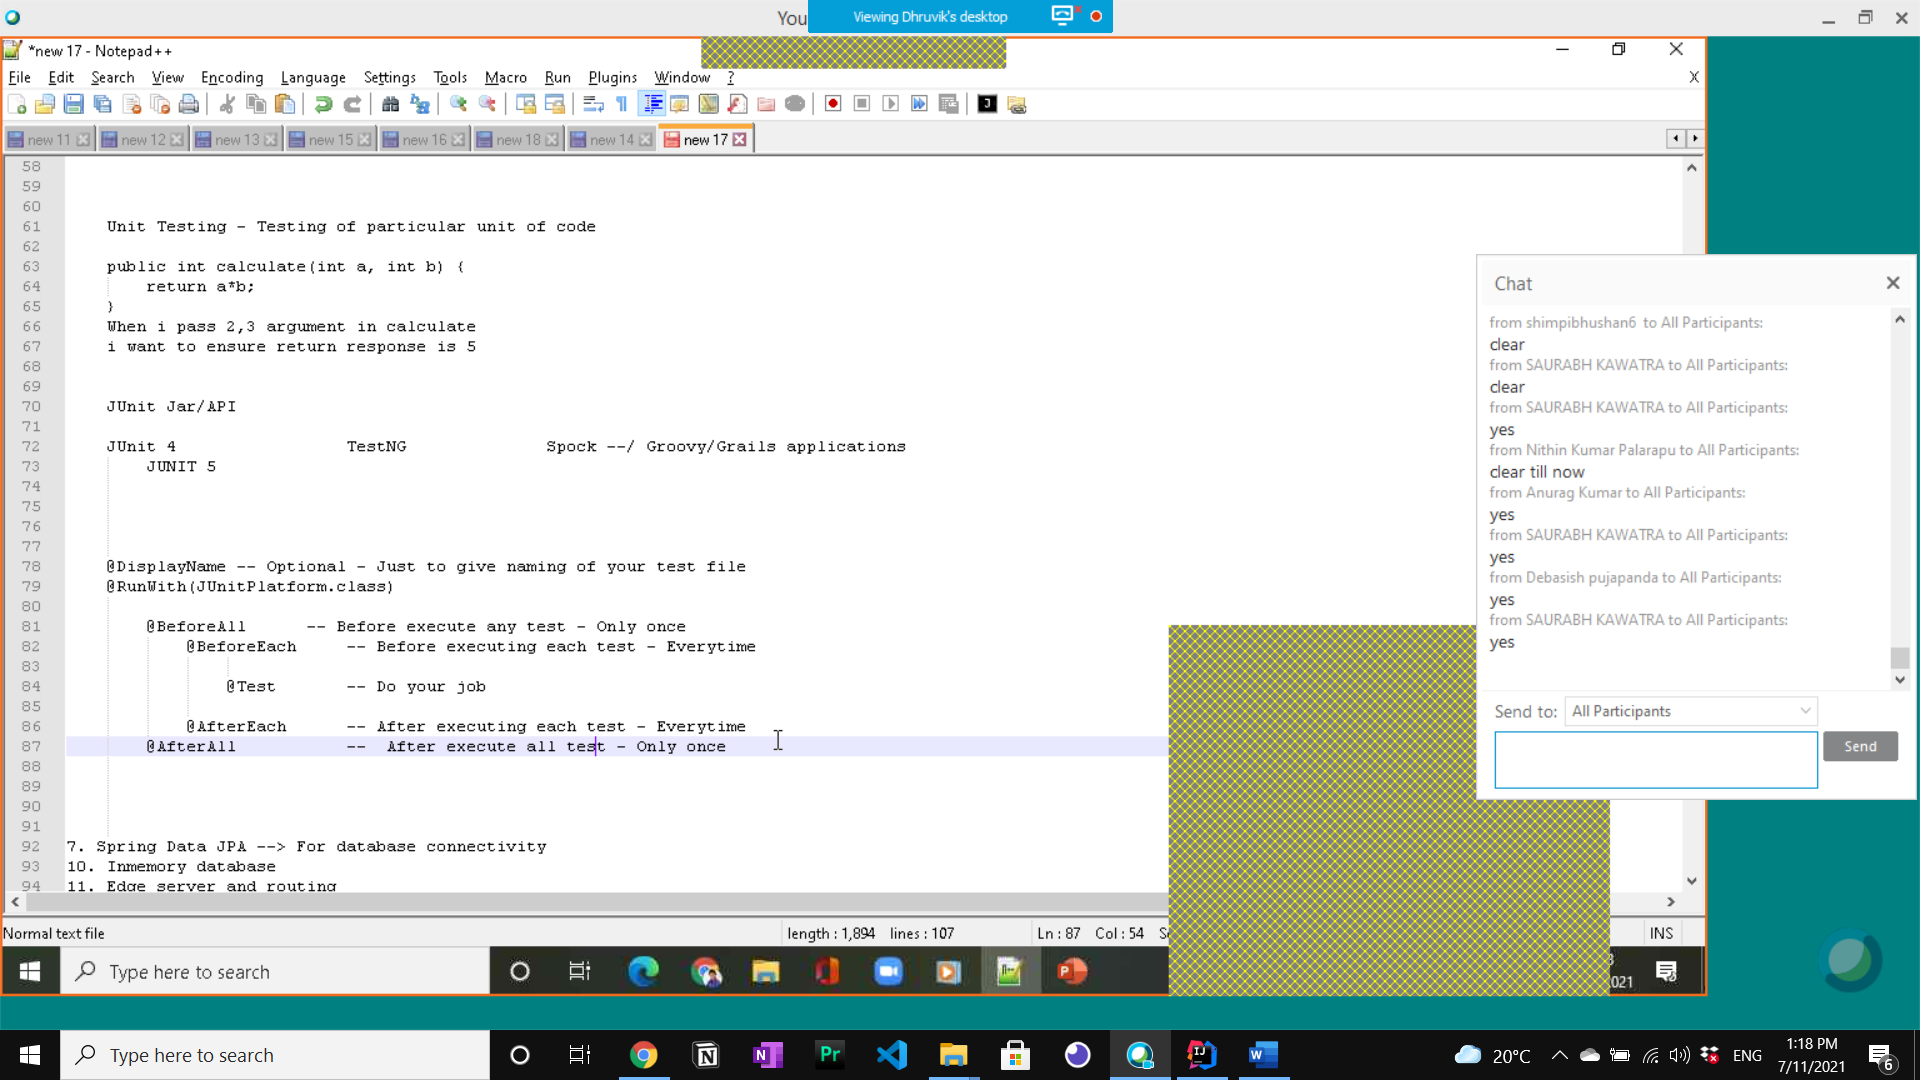 You
Viewing Dhruvik's desktop
*new 17 - Notepad++
File Edit Search View Encoding Language Settings Tools Macro Run Plugins Window ?
X
new 11 new 12 new 13 new 15 new 16 new 18 new 14 new 17
58
59
60
61 Unit Testing - Testing of particular unit of code
62
63 public int calculate(int a, int b) {
64 return a*b;
65 }
66 When i pass 2,3 argument in calculate
67 i want to ensure return response is 5
68
69
70 JUnit Jar/API
71
72 JUnit 4 TestNG Spock --/ Groovy/Grails applications
73 JUNIT 5
74
75
76
77
78 @DisplayName -- Optional - Just to give naming of your test file
79 @RunWith(JUnitPlatform.class)
80
81 @BeforeAll -- Before execute any test - Only once
82 @BeforeEach -- Before executing each test - Everytime
83
84 @Test -- Do your job
85
86 @AfterEach -- After executing each test - Everytime
87 @AfterAll -- After execute all test - Only once
88
89
90
91
92 7. Spring Data JPA --> For database connectivity
93 10. Inmemory database
94 11. Edge server and routing
Normal text file length : 1,894 lines : 107 Ln : 87 Col : 54 INS
Type here to search
021
Chat
from shimpibhushan6 to All Participants:
clear
from SAURABH KAWATRA to All Participants:
clear
from SAURABH KAWATRA to All Participants:
yes
from Nithin Kumar Palarapu to All Participants:
clear till now
from Anurag Kumar to All Participants:
yes
from SAURABH KAWATRA to All Participants:
yes
from Debasish pujapanda to All Participants:
yes
from SAURABH KAWATRA to All Participants:
yes
Send to: All Participants
Send
Type here to search
20°C ENG 1:18 PM
7/11/2021
6